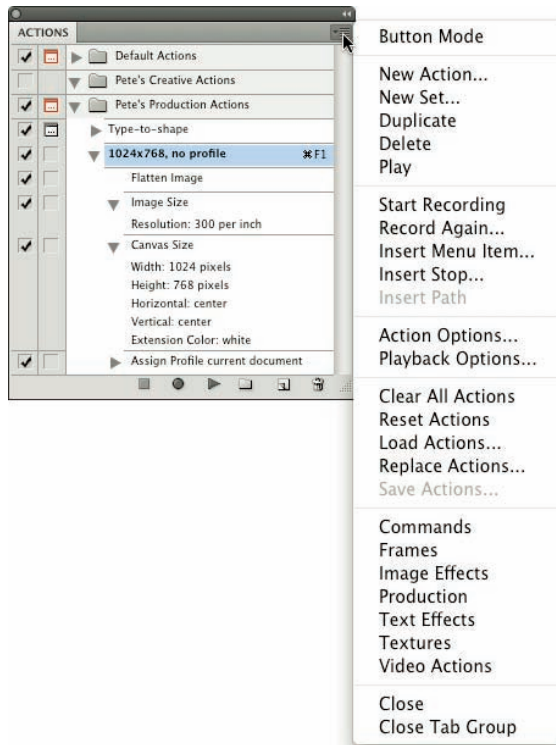 ACTIONS
Default Actions
Pete's Creative Actions
Pete's Production Actions
Type-to-shape
1024x768, no profile ⌘F1
Flatten Image
Image Size
Resolution: 300 per inch
Canvas Size
Width: 1024 pixels
Height: 768 pixels
Horizontal: center
Vertical: center
Extension Color: white
Assign Profile current document
Button Mode
New Action...
New Set...
Duplicate
Delete
Play
Start Recording
Record Again...
Insert Menu Item...
Insert Stop...
Insert Path
Action Options...
Playback Options...
Clear All Actions
Reset Actions
Load Actions...
Replace Actions...
Save Actions...
Commands
Frames
Image Effects
Production
Text Effects
Textures
Video Actions
Close
Close Tab Group